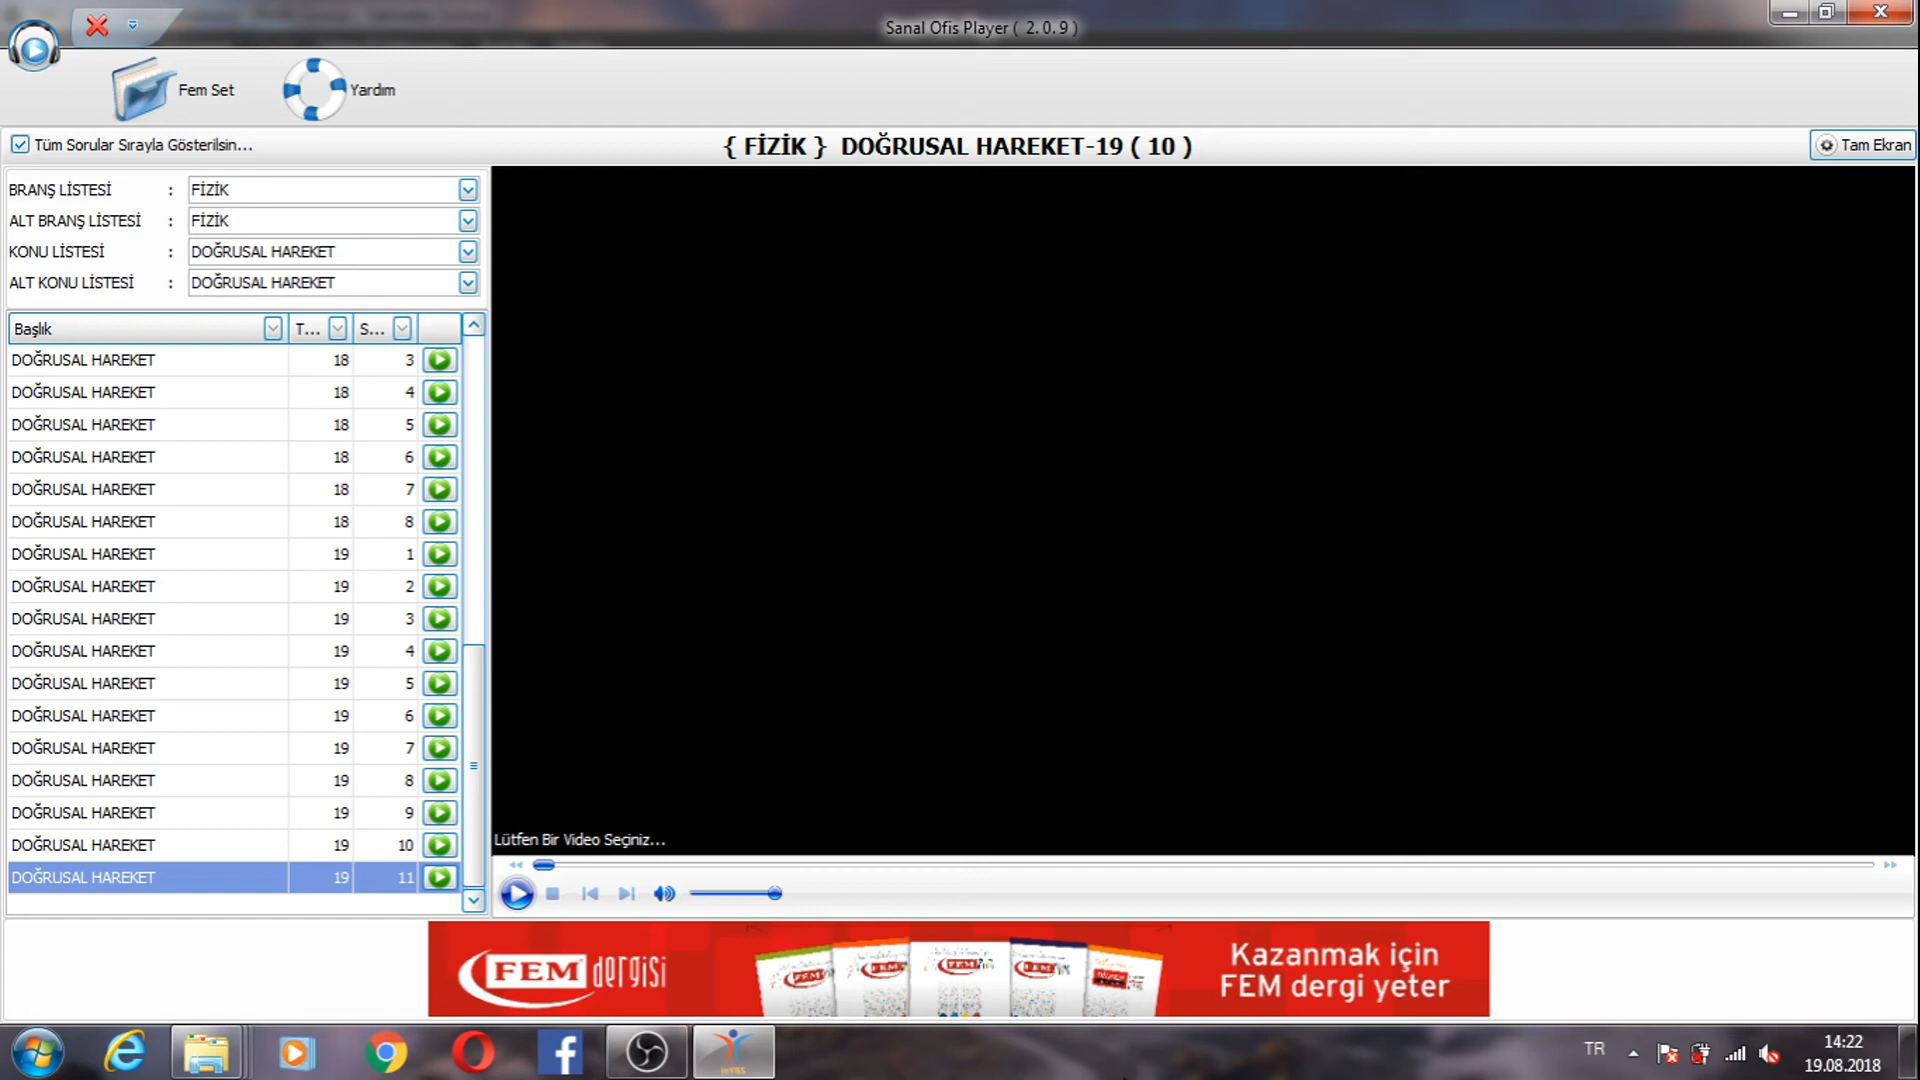 Sanal Ofis Player ( 2.0.9 )
Fem Set
Yardım
Tüm Sorular Sırayla Gösterilsin...
{ FİZİK } DOĞRUSAL HAREKET-19 ( 10 )
Tam Ekran
BRANŞ LİSTESİ : FİZİK
ALT BRANŞ LİSTESİ : FİZİK
KONU LİSTESİ : DOĞRUSAL HAREKET
ALT KONU LİSTESİ : DOĞRUSAL HAREKET
Başlık T... S...
DOĞRUSAL HAREKET 18 3
DOĞRUSAL HAREKET 18 4
DOĞRUSAL HAREKET 18 5
DOĞRUSAL HAREKET 18 6
DOĞRUSAL HAREKET 18 7
DOĞRUSAL HAREKET 18 8
DOĞRUSAL HAREKET 19 1
DOĞRUSAL HAREKET 19 2
DOĞRUSAL HAREKET 19 3
DOĞRUSAL HAREKET 19 4
DOĞRUSAL HAREKET 19 5
DOĞRUSAL HAREKET 19 6
DOĞRUSAL HAREKET 19 7
DOĞRUSAL HAREKET 19 8
DOĞRUSAL HAREKET 19 9
DOĞRUSAL HAREKET 19 10
DOĞRUSAL HAREKET 19 11
Lütfen Bir Video Seçiniz...
FEM dergisi
FEM
FEM
FEM
FEM
Kazanmak için
FEM dergi yeter
TR
14:22
19.08.2018